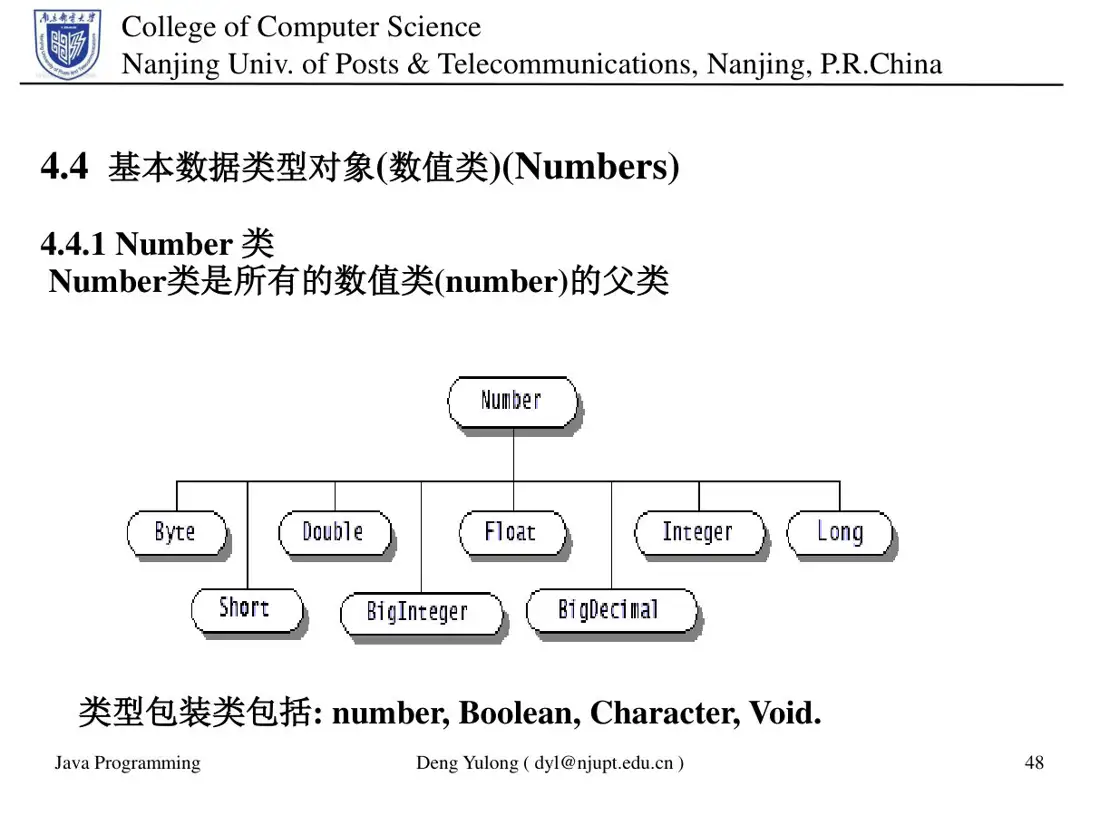 College of Computer Science
Nanjing Univ. of Posts & Telecommunications, Nanjing, P.R.China
4.4 基本数据类型对象(数值类)(Numbers)
4.4.1 Number 类
Number类是所有的数值类(number)的父类
Number
Byte Double Float Integer Long
Short BigInteger BigDecimal
类型包装类包括: number, Boolean, Character, Void.
Java Programming Deng Yulong ( dyl@njupt.edu.cn ) 48